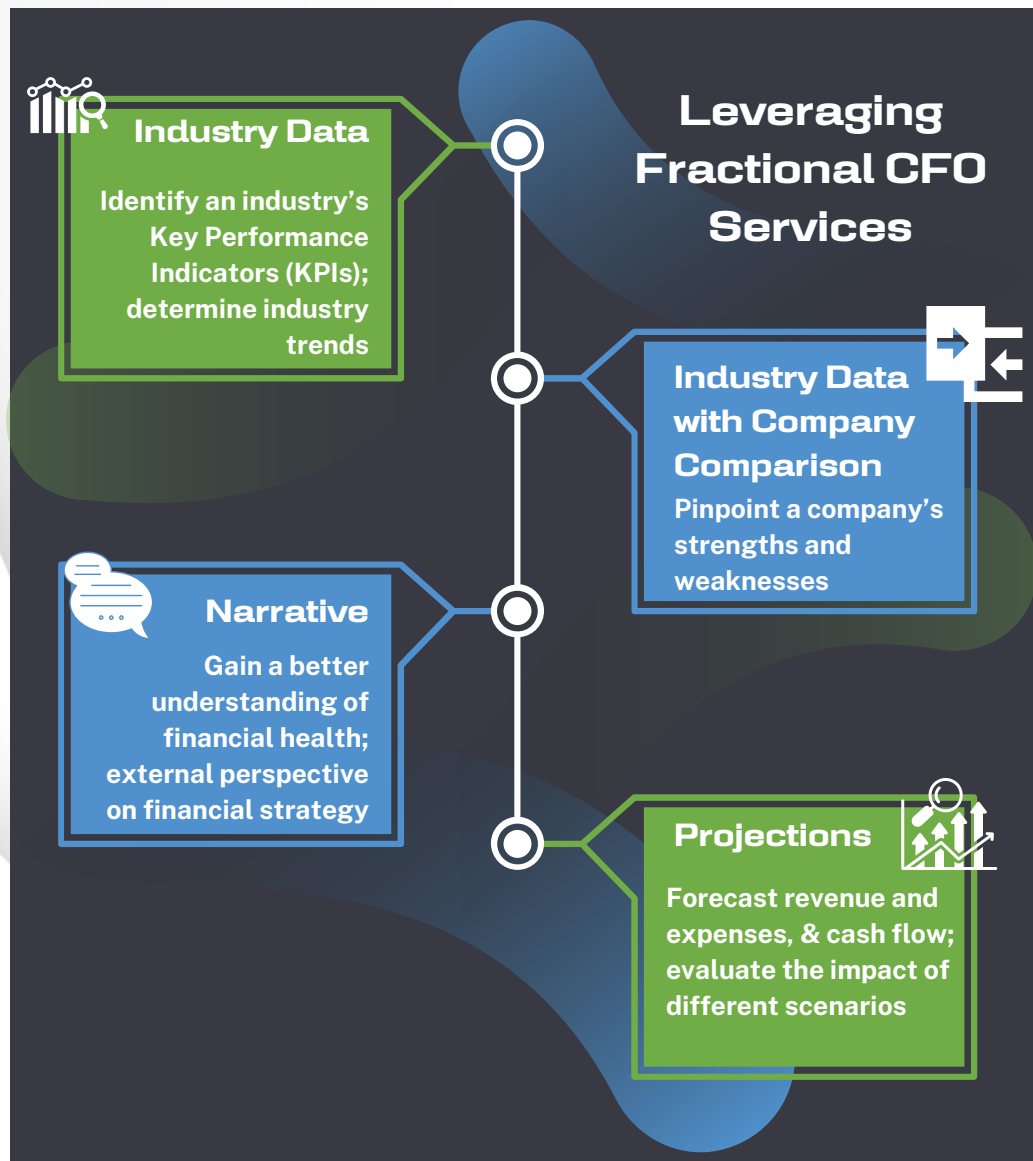 Leveraging
Fractional CFO
Services
Industry Data
Identify an industry's
Key Performance
Indicators (KPIs);
determine industry
trends
Industry Data
with Company
Comparison
Pinpoint a company's
strengths and
weaknesses
Narrative
Gain a better
understanding of
financial health;
external perspective
on financial strategy
Projections
Forecast revenue and
expenses, & cash flow;
evaluate the impact of
different scenarios